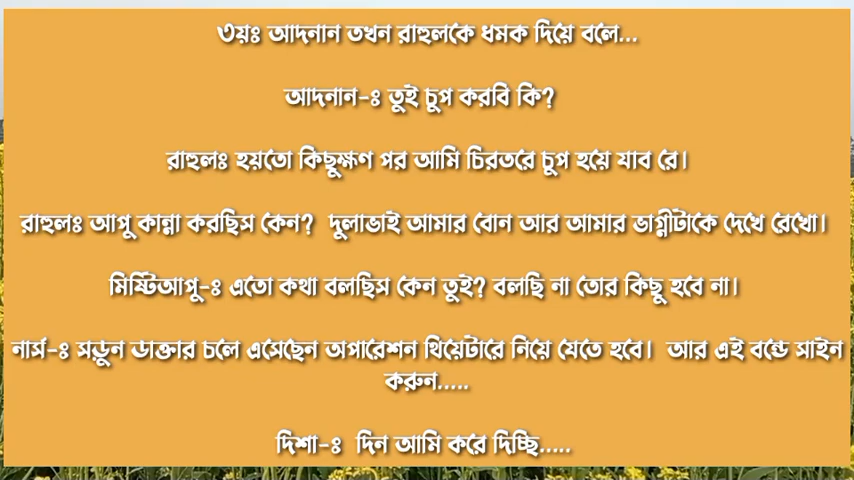 ৩য়ঃ আদনান তখন রাহুলকে ধমক দিয়ে বলে...
আদনান-ঃ তুই চুপ করবি কি?
রাহুলঃ হয়তো কিছুক্ষণ পর আমি চিরতরে চুপ হয়ে যাব রে।
রাহুলঃ আপু কান্না করছিস কেন? দুলাভাই আমার বোন আর আমার ভাগ্নীটাকে দেখে রেখো।
মিষ্টিআপু-ঃ এতো কথা বলছিস কেন তুই? বলছি না তোর কিছু হবে না।
নার্স-ঃ সড়ুন ডাক্তার চলে এসেছেন অপারেশন থিয়েটারে নিয়ে যেতে হবে। আর এই বন্ডে সাইন
করুন.....
দিশা-ঃ দিন আমি করে দিচ্ছি.....